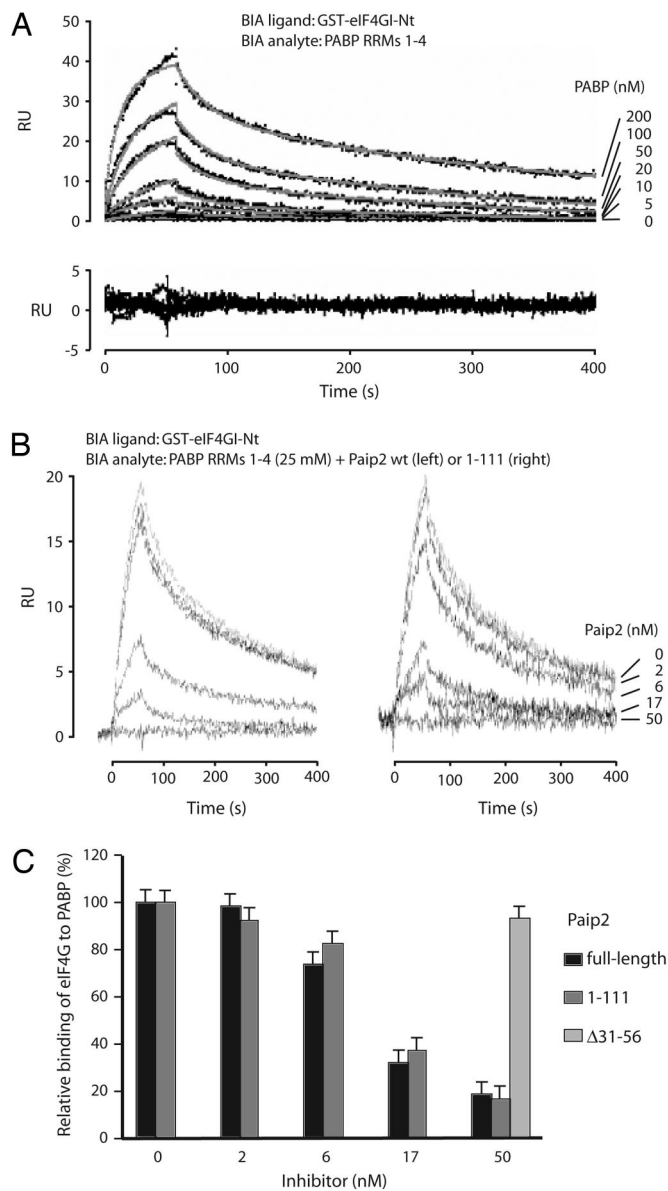 A
BIA ligand: GST-eIF4GI-Nt
BIA analyte: PABP RRMs 1-4
50
40
30
20
10
0
RU
PABP (nM)
200
100
50
20
10
5
0
5
0
-5
RU
0
100
200
300
400
Time (s)
B
BIA ligand: GST-eIF4GI-Nt
BIA analyte: PABP RRMs 1-4 (25 mM) + Paip2 wt (left) or 1-111 (right)
20
15
10
5
0
RU
Paip2 (nM)
0
2
6
17
50
0 100 200 300 400
0 100 200 300 400
Time (s)
Time (s)
C
120
100
80
60
40
20
0
Relative binding of eIF4G to PABP (%)
Paip2
full-length
1-111
Δ31-56
0 2 6 17 50
Inhibitor (nM)